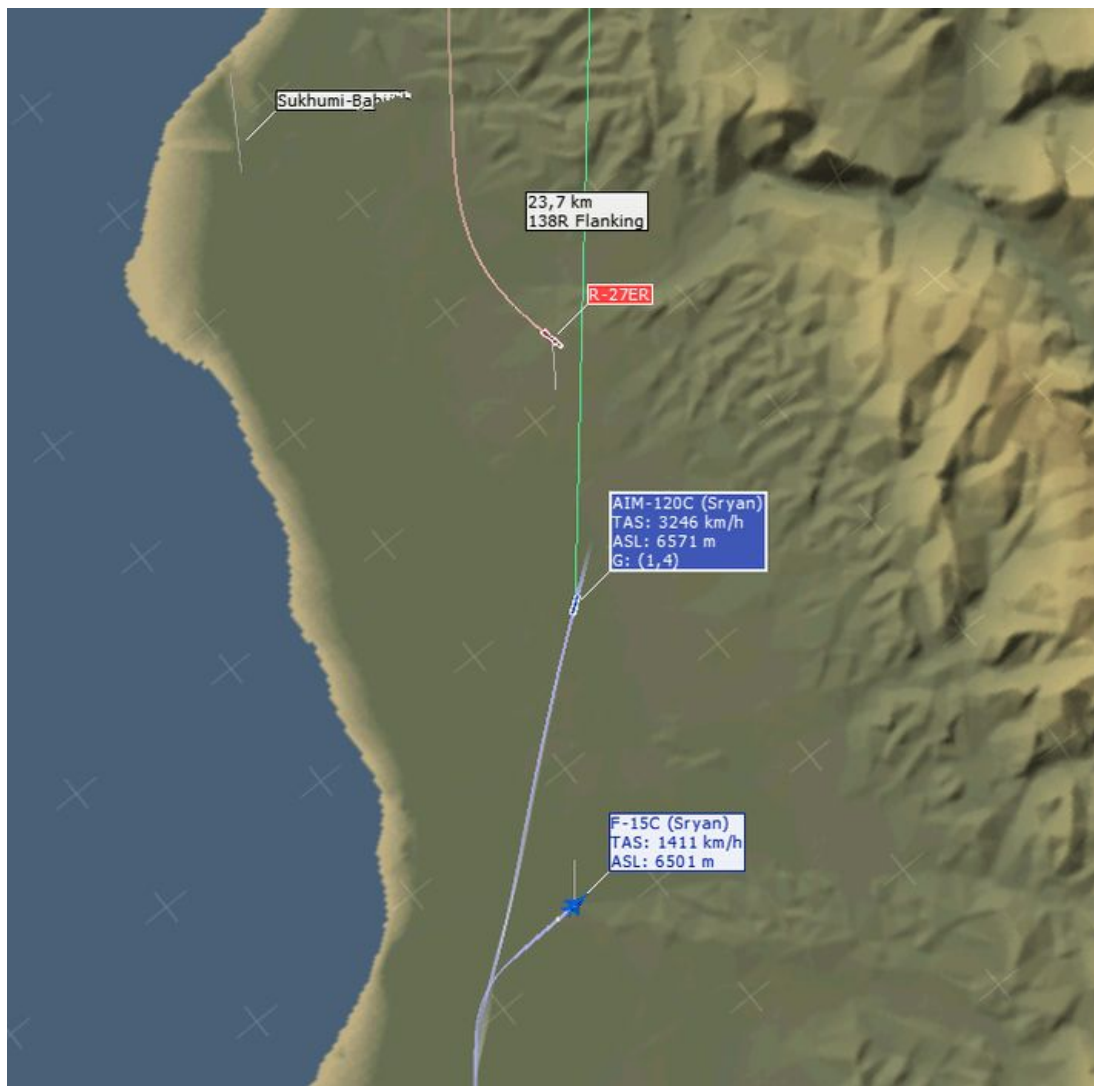 23,7 km
138R Flanking
R-27ER
AIM-120C (Sryan)
TAS: 3246 km/h
ASL: 6571 m
G: (1,4)
F-15C (Sryan)
TAS: 1411 km/h
ASL: 6501 m